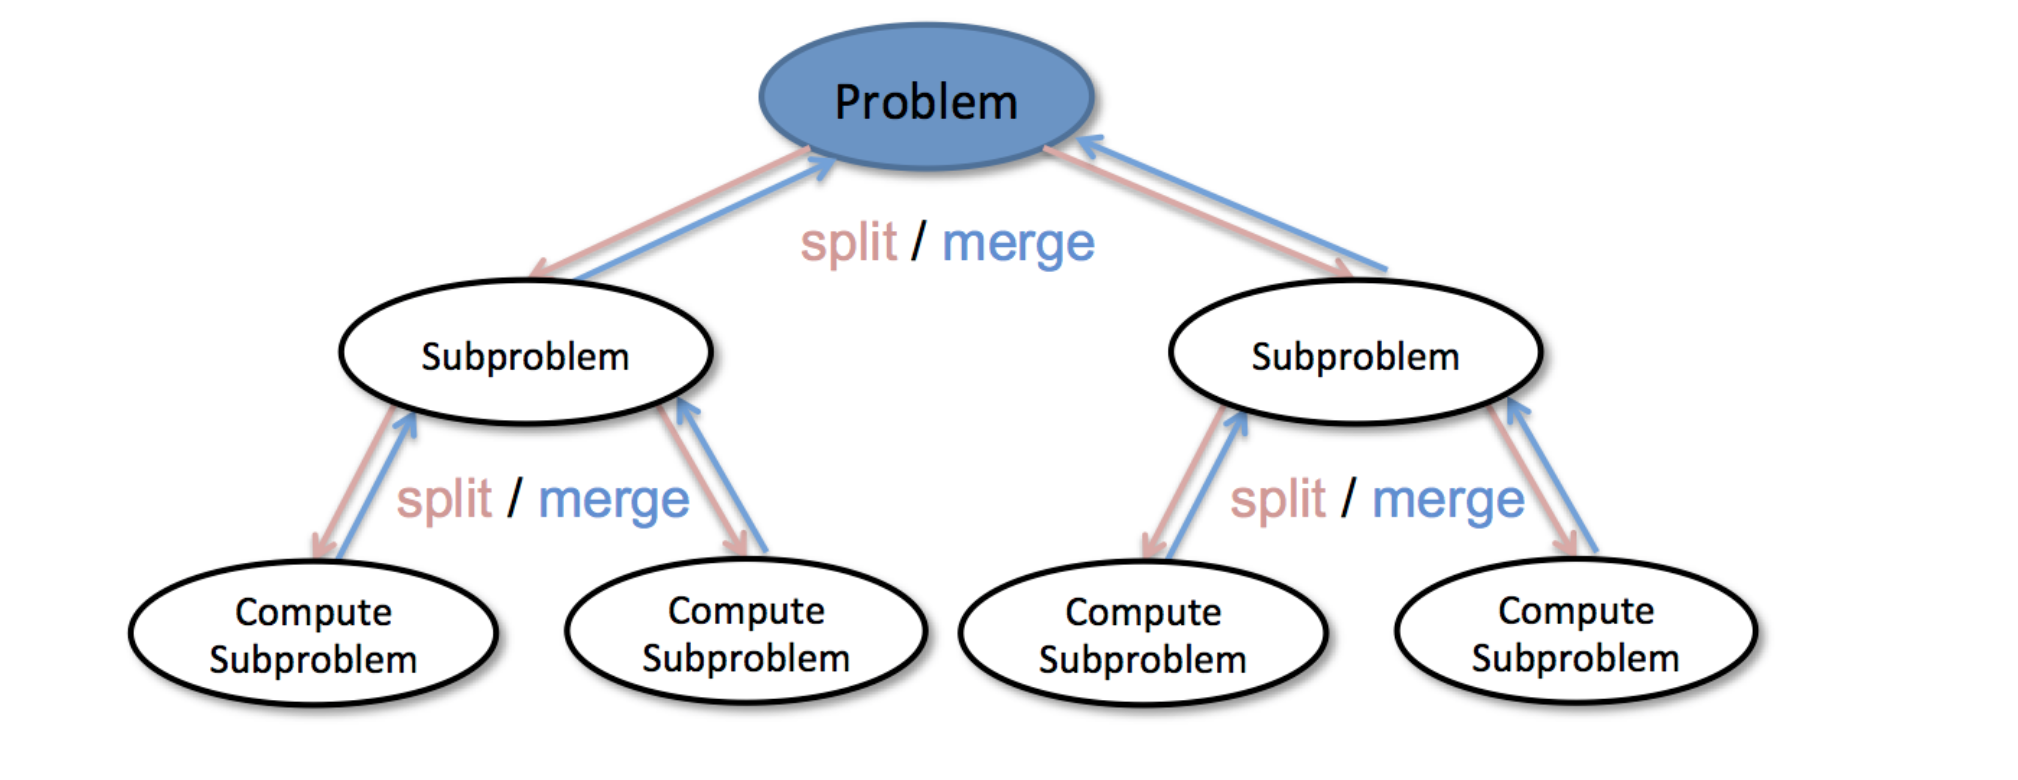 Problem
split / merge
Subproblem
Subproblem
split / merge
split / merge
Compute
Subproblem
Compute
Subproblem
Compute
Subproblem
Compute
Subproblem